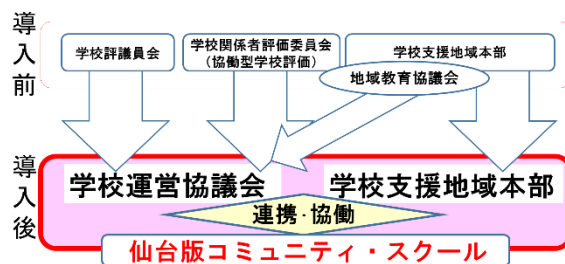 導入前
学校評議員会
学校関係者評価委員会
（協働型学校評価）
学校支援地域本部
地域教育協議会
導入後
学校運営協議会
学校支援地域本部
連携・協働
仙台版コミュニティ・スクール